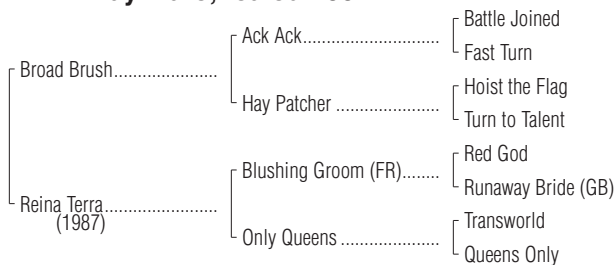 Battle Joined
Ack Ack........................................
Fast Turn
Broad Brush.......................
Hoist the Flag
Hay Patcher ..............................
Turn to Talent
Red God
Blushing Groom (FR)........
Runaway Bride (GB)
Reina Terra.........................
(1987)
Transworld
Only Queens ............................
Queens Only